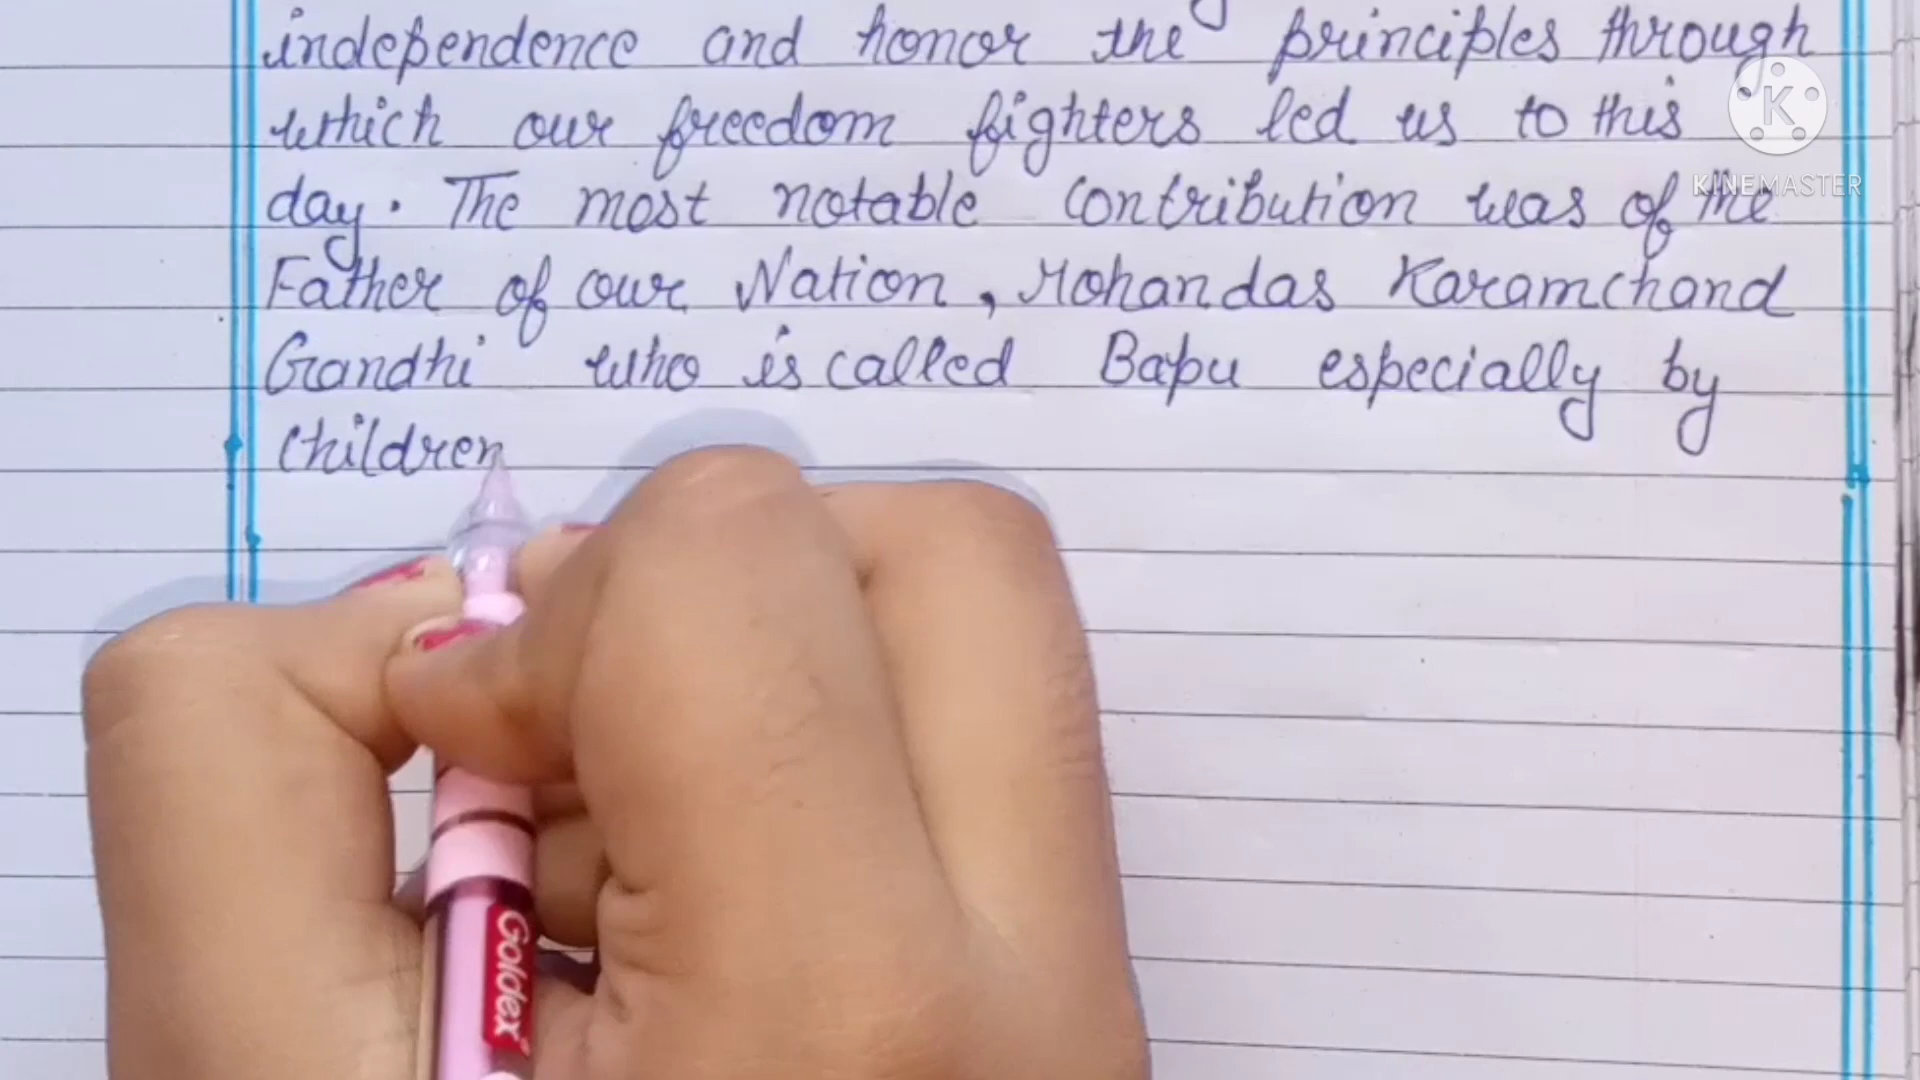 independence and honor the principles through
which our freedom fighters led us to this
day. The most notable contribution was of the
Father of our Nation, Mohandas Karamchand
Gandhi who is called Bapu especially by
children
K
KINEMASTER
Goldex